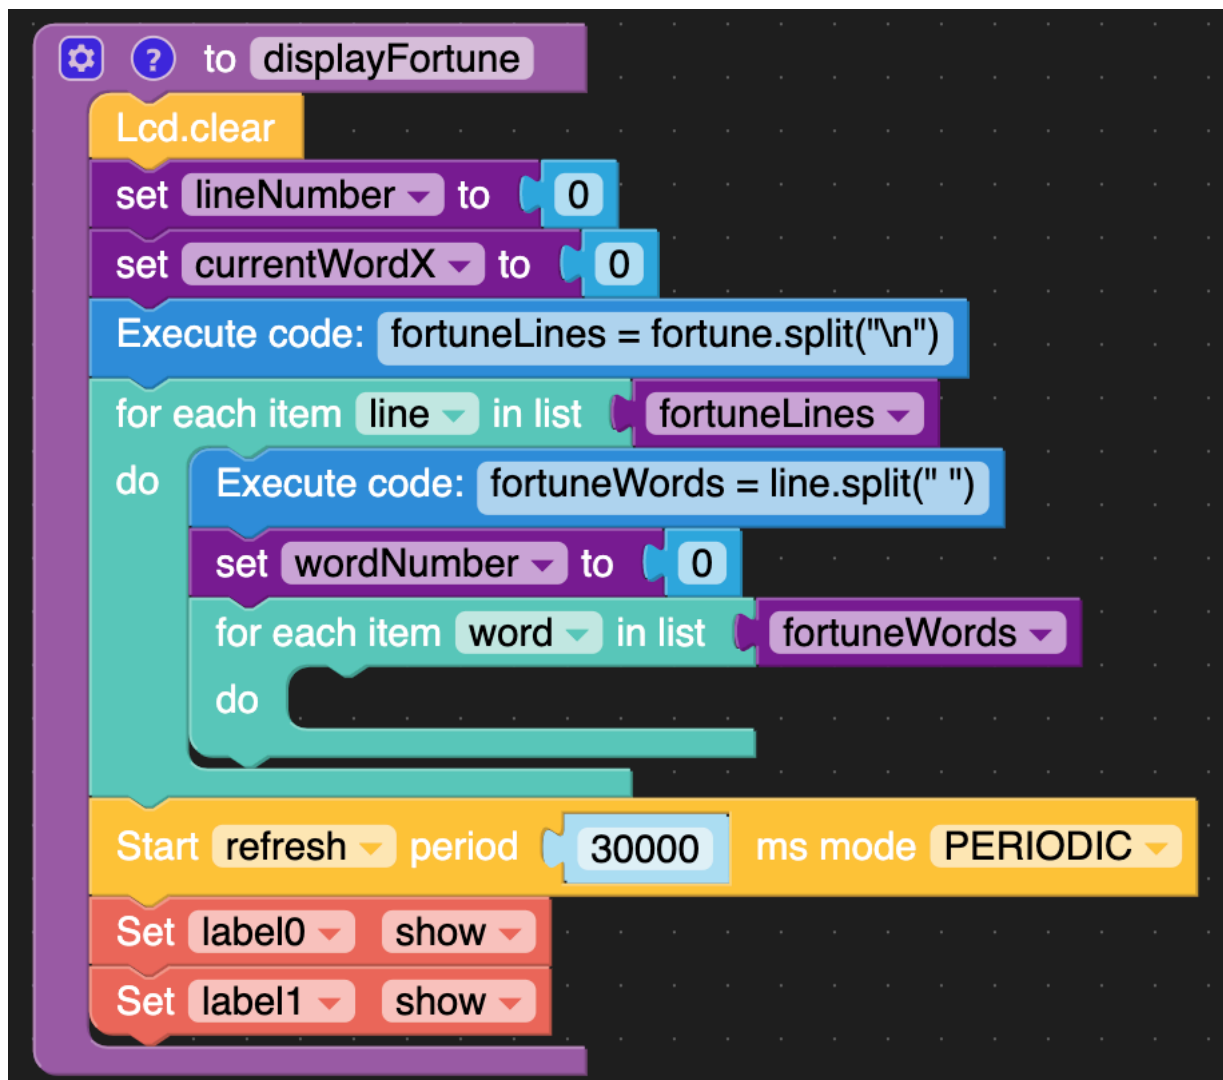 ? to displayFortune
Lcd.clear
set lineNumber to 0
set currentWordX to 0
Execute code: fortuneLines = fortune.split("\n")
for each item line in list fortuneLines
do Execute code: fortuneWords = line.split(" ")
set wordNumber to 0
for each item word in list fortuneWords
do
Start refresh period 30000 ms mode PERIODIC
Set label0 show
Set label1 show